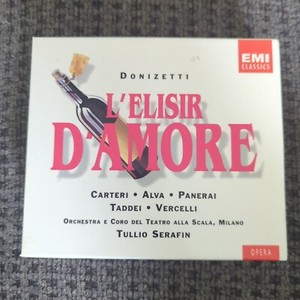 EMI
CLASSICS
DONIZETTI
L'ELISIR
D'AMORE
CARTERI • ALVA • PANERAI
TADDEI • VERCELLI
ORCHESTRA E CORO DEL TEATRO ALLA SCALA, MILANO
TULLIO SERAFIN
OPERA